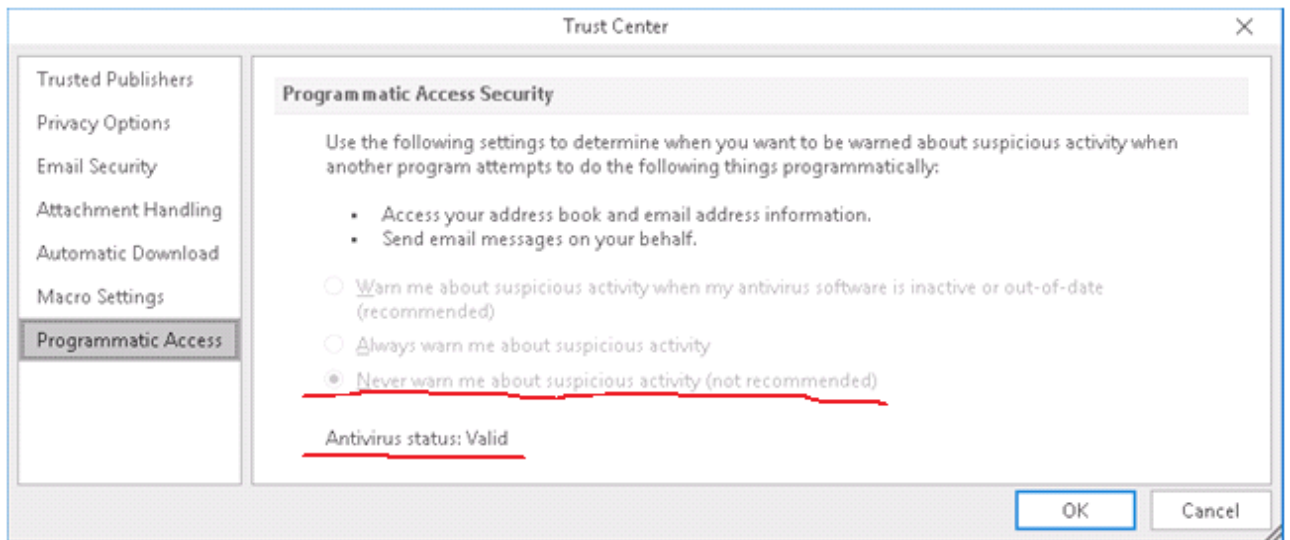 Trust Center
Trusted Publishers
Privacy Options
Email Security
Attachment Handling
Automatic Download
Macro Settings
Programmatic Access
Programmatic Access Security
Use the following settings to determine when you want to be warned about suspicious activity when
another program attempts to do the following things programmatically:
• Access your address book and email address information.
• Send email messages on your behalf.
Warn me about suspicious activity when my antivirus software is inactive or out-of-date
(recommended)
Always warn me about suspicious activity
Never warn me about suspicious activity (not recommended)
Antivirus status: Valid
OK
Cancel